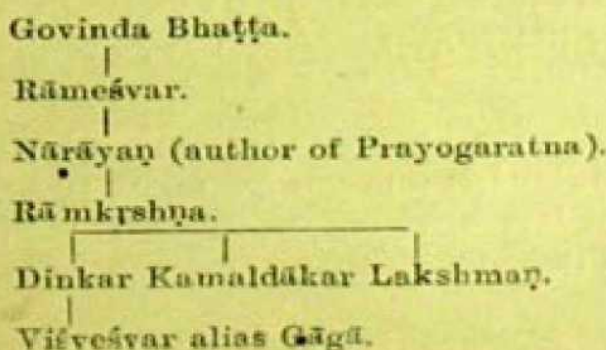 Govinda Bhaṭṭa.
Rāmeśvar.
Nārāyaṇ (author of Prayogaratna).
Rāmkṛshṇa.
Dinkar Kamaldākar Lakshmaṇ.
Viśveśvar alias Gāgā.